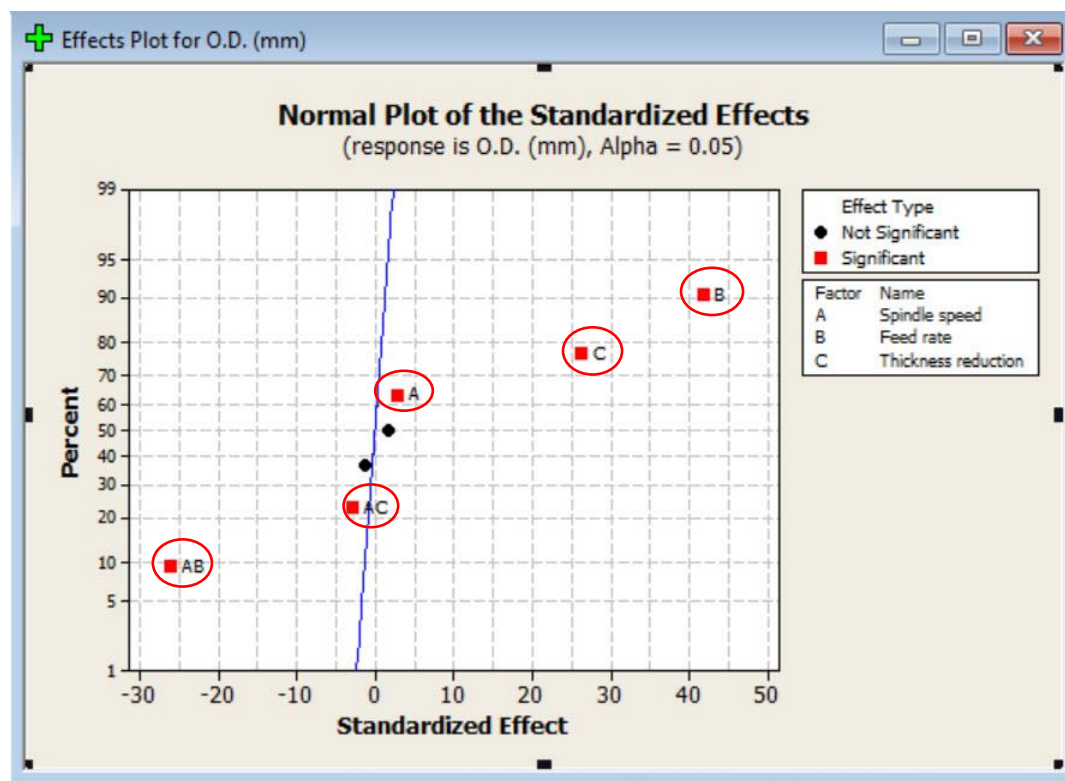 Effects Plot for O.D. (mm)
Normal Plot of the Standardized Effects
(response is O.D. (mm), Alpha = 0.05)
99
95
90
80
70
60
50
40
30
20
10
5
1
Percent
B
C
A
AC
AB
-30 -20 -10 0 10 20 30 40 50
Standardized Effect
Effect Type
Not Significant
Significant
Factor Name
A Spindle speed
B Feed rate
C Thickness reduction